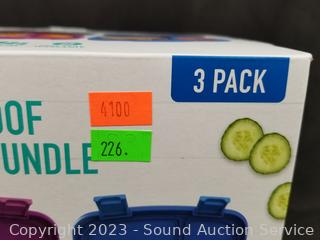 3 PACK
4100
OOF
226.
UNDLE
Copyright 2023 - Sound Auction Service